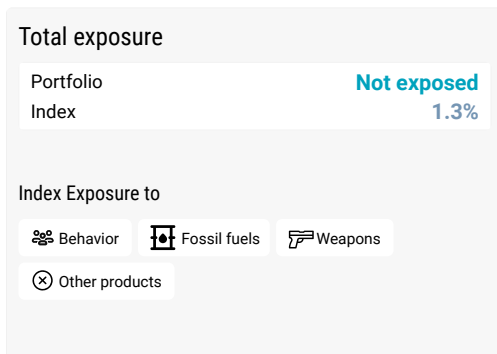 Total exposure
Portfolio Not exposed
Index 1.3%
Index Exposure to
Behavior Fossil fuels Weapons
Other products